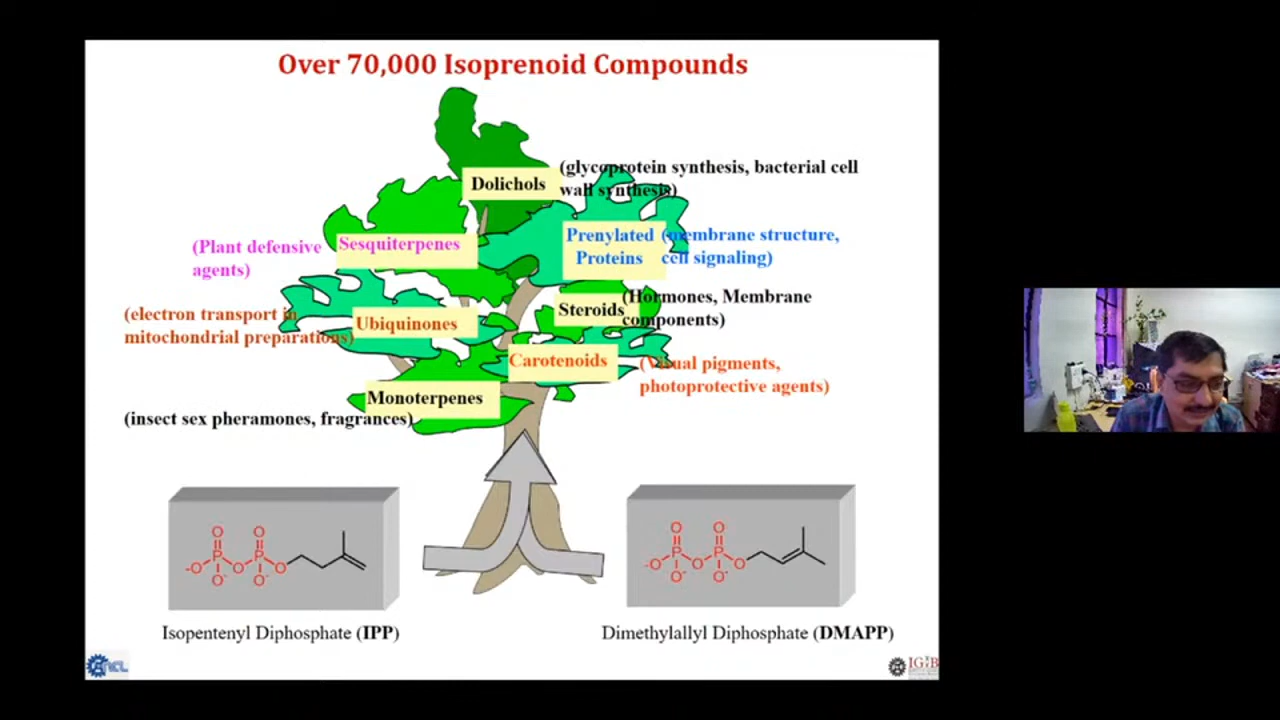 Over 70,000 Isoprenoid Compounds
Dolichols
(glycoprotein synthesis, bacterial cell
wall synthesis)
(Plant defensive
agents)
Sesquiterpenes
Prenylated
Proteins
(membrane structure,
cell signaling)
(electron transport in
mitochondrial preparations)
Ubiquinones
Steroids
(Hormones, Membrane
components)
Carotenoids
(Visual pigments,
photoprotective agents)
Monoterpenes
(insect sex pheramones, fragrances)
O O
-O P O P O
O- O-
O O
-O P O P O
O- O-
Isopentenyl Diphosphate (IPP)
Dimethylallyl Diphosphate (DMAPP)
NCL
IGIB